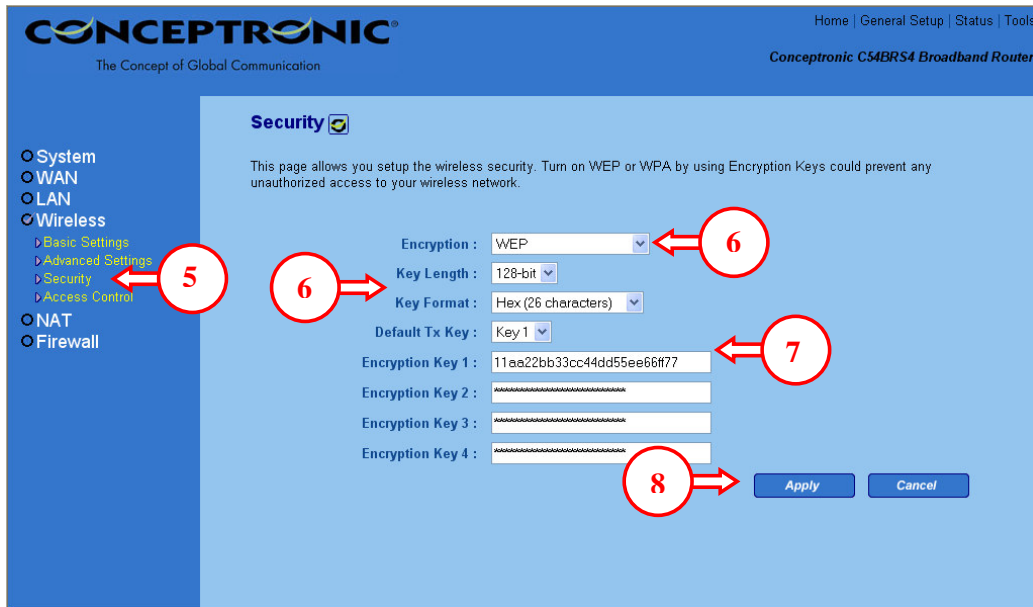 CONCEPTRONIC®
The Concept of Global Communication
Home | General Setup | Status | Tools
Conceptronic C54BRS4 Broadband Router
System
WAN
LAN
Wireless
Basic Settings
Advanced Settings
Security
Access Control
NAT
Firewall
5
Security
This page allows you setup the wireless security. Turn on WEP or WPA by using Encryption Keys could prevent any
unauthorized access to your wireless network.
Encryption : WEP
6
Key Length : 128-bit
6
Key Format : Hex (26 characters)
Default Tx Key : Key 1
Encryption Key 1 : 11aa22bb33cc44dd55ee66ff77
7
Encryption Key 2 : **************************
Encryption Key 3 : **************************
Encryption Key 4 : **************************
8
Apply Cancel